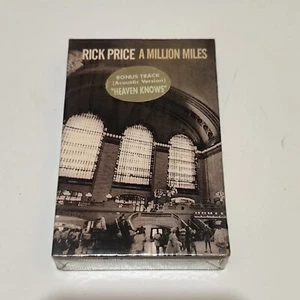 RICK PRICE A MILLION MILES
BONUS TRACK
(Acoustic Version)
"HEAVEN KNOWS"